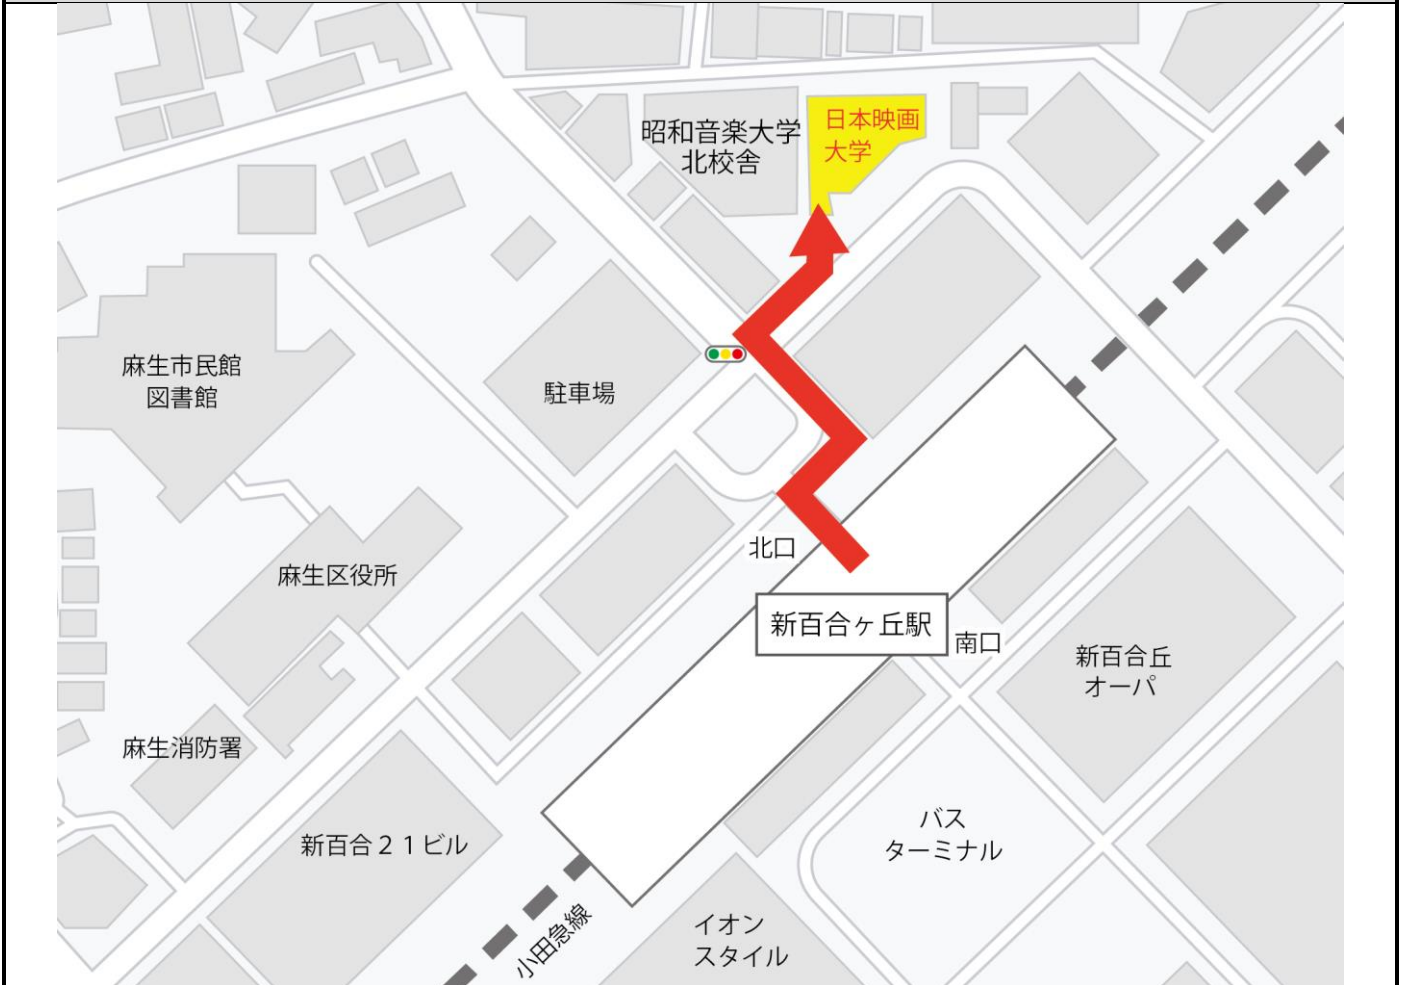 昭和音楽大学
北校舎
日本映画
大学
麻生市民館
図書館
駐車場
北口
麻生区役所
新百合ヶ丘駅
南口
新百合丘
オーパ
麻生消防署
新百合２１ビル
バス
ターミナル
小田急線
イオン
スタイル